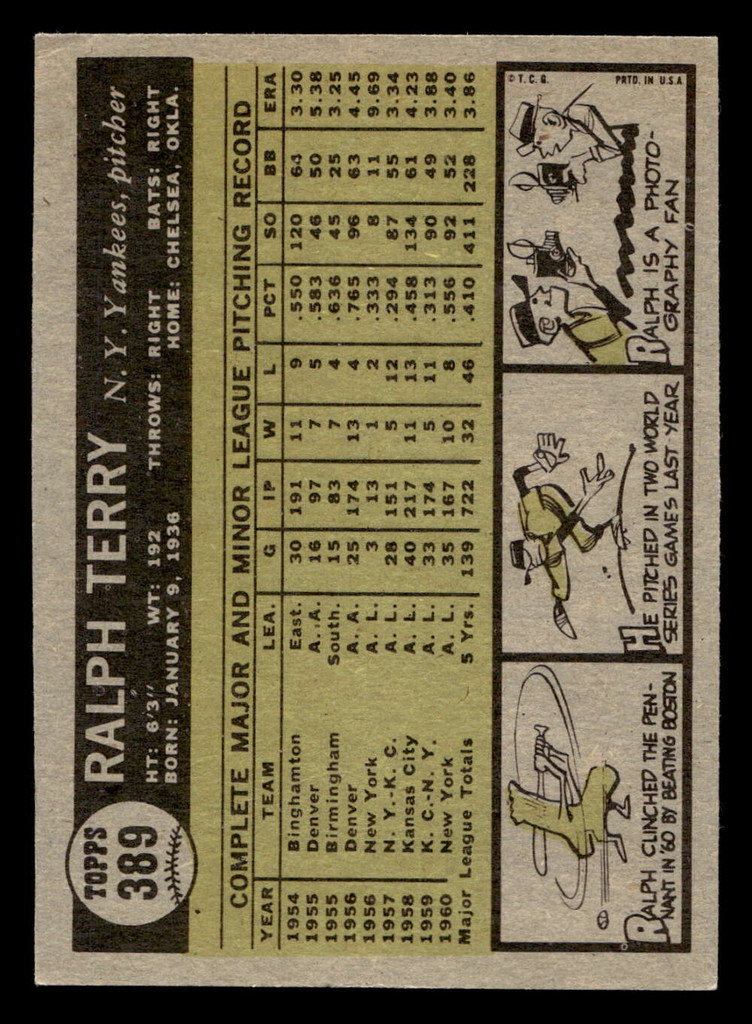 TOPPS
389
RALPH TERRY N. Y. Yankees, pitcher
HT: 6'3" WT: 192 THROWS: RIGHT BATS: RIGHT
BORN: JANUARY 9, 1936 HOME: CHELSEA, OKLA.
COMPLETE MAJOR AND MINOR LEAGUE PITCHING RECORD
YEAR TEAM LEA. G IP W L PCT SO BB ERA
1954 Binghamton East. 30 191 11 9 .550 120 64 3.30
1955 Denver A. A. 16 97 7 5 .583 46 50 5.38
1955 Birmingham South. 15 83 7 4 .636 45 25 3.25
1956 Denver A. A. 25 174 13 4 .765 96 63 4.45
1956 New York A. L. 3 13 1 2 .333 8 11 9.69
1957 N. Y.-K. C. A. L. 28 151 5 12 .294 87 55 3.34
1958 Kansas City A. L. 40 217 11 13 .458 134 61 4.23
1959 K. C.-N. Y. A. L. 33 174 5 11 .313 90 49 3.88
1960 New York A. L. 35 167 10 8 .556 92 52 3.40
Major League Totals 5 Yrs. 139 722 32 46 .410 411 228 3.86
RALPH CLINCHED THE PEN-
NANT IN '60 BY BEATING BOSTON
HE PITCHED IN TWO WORLD
SERIES GAMES LAST YEAR
© T. C. G. PRTD. IN U.S.A.
RALPH IS A PHOTO-
GRAPHY FAN